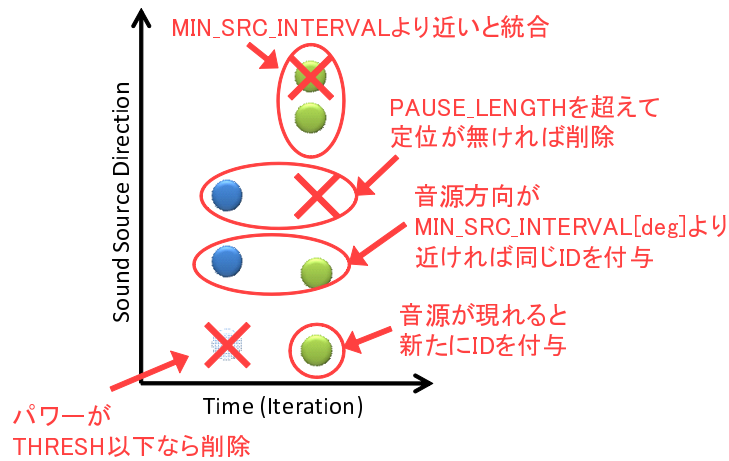 MIN_SRC_INTERVALより近いと統合
PAUSE_LENGTHを超えて
定位が無ければ削除
音源方向が
MIN_SRC_INTERVAL[deg]より
近ければ同じIDを付与
音源が現れると
新たにIDを付与
Sound Source Direction
Time (Iteration)
パワーが
THRESH以下なら削除